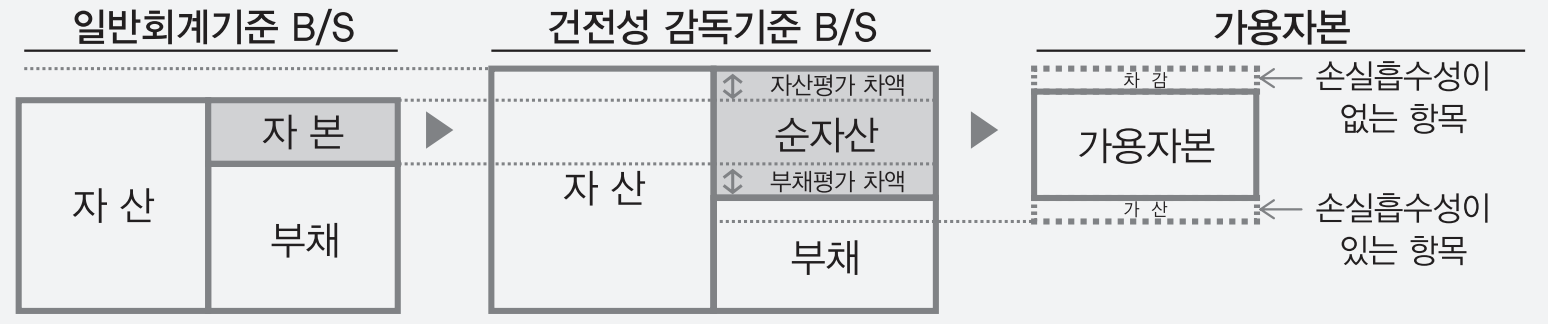 일반회계기준 B/S
자 본
자 산
부채
건전성 감독기준 B/S
자산평가 차액
순자산
부채평가 차액
자 산
부채
가용자본
차 감
손실흡수성이
없는 항목
가용자본
가 산
손실흡수성이
있는 항목